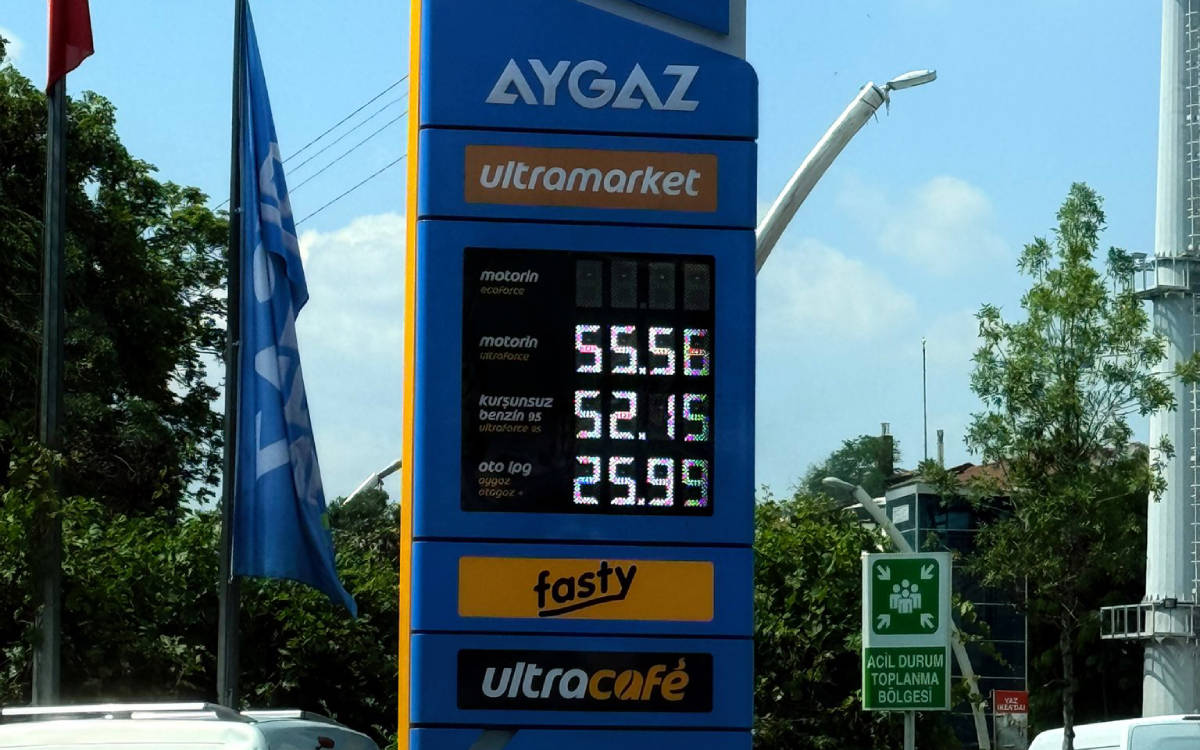 AYGAZ
ultramarket
motorin
ecoforce
motorin
ultraforce
55.56
kurşunsuz
benzin 95
ultraforce 95
52.15
oto lpg
aygaz
otogaz +
25.99
fasty
ultracafé
ACİL DURUM
TOPLANMA
BÖLGESİ
YAZ